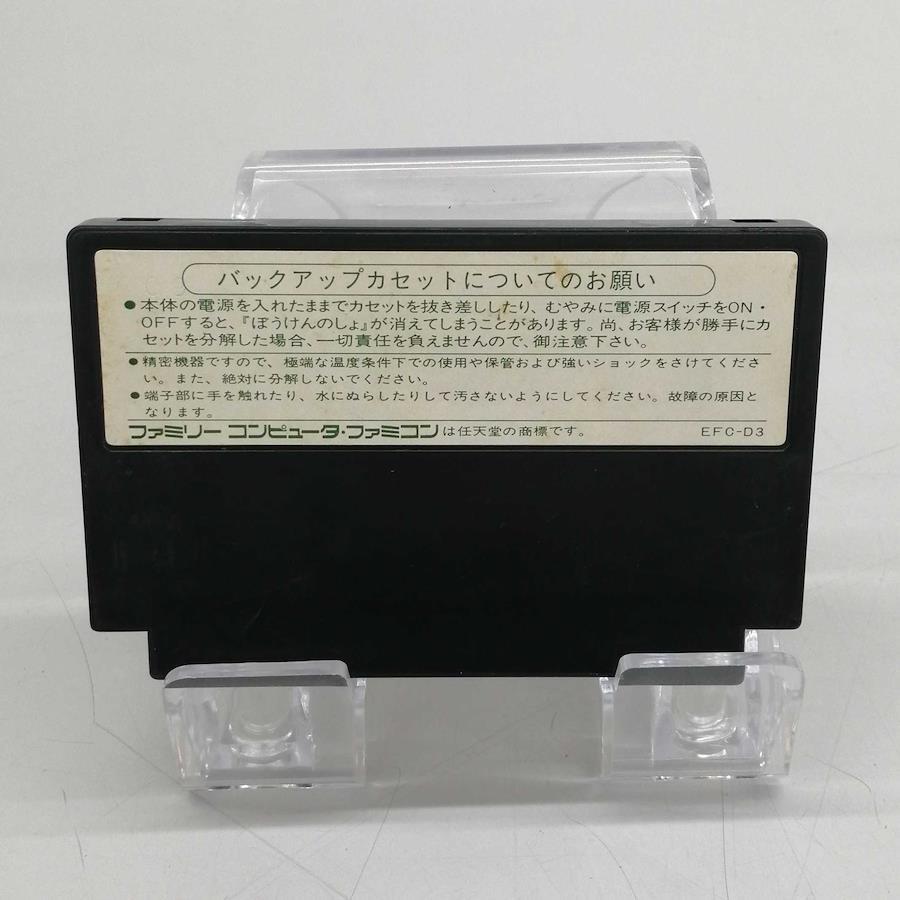 バックアップカセットについてのお願い
●本体の電源を入れたままでカセットを抜き差ししたり、むやみに電源スイッチをON・
OFFすると、『ぼうけんのしょ』が消えてしまうことがあります。尚、お客様が勝手にカ
セットを分解した場合、一切責任を負えませんので、御注意下さい。
●精密機器ですので、極端な温度条件下での使用や保管および強いショックをさけてくださ
い。また、絶対に分解しないでください。
●端子部に手を触れたり、水にぬらしたりして汚さないようにしてください。故障の原因と
なります。
ファミリーコンピュータ・ファミコンは任天堂の商標です。 EFC-D3